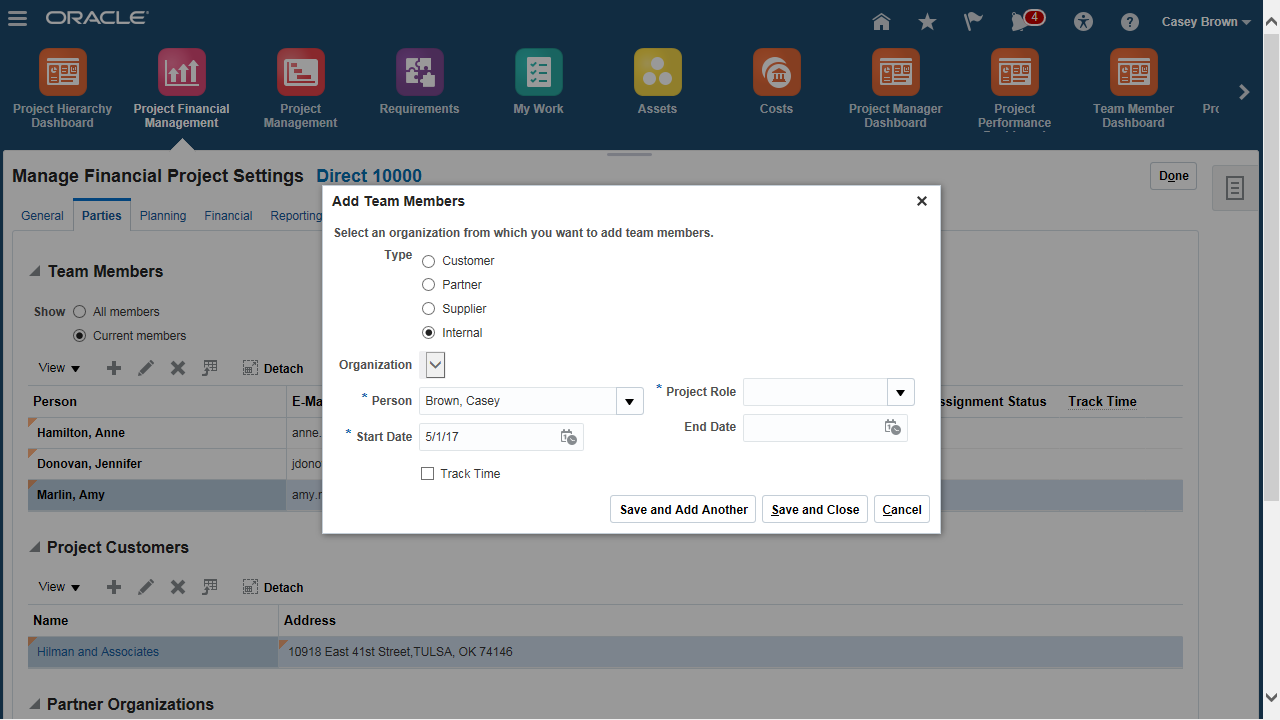 ORACLE
4
Casey Brown
Project Hierarchy Dashboard
Project Financial Management
Project Management
Requirements
My Work
Assets
Costs
Project Manager Dashboard
Project Performance
Team Member Dashboard
Manage Financial Project Settings Direct 10000
Done
General Parties Planning Financial Reporting
Team Members
Show All members
Current members
View Detach
Person E-Ma ssignment Status Track Time
Hamilton, Anne anne.
Donovan, Jennifer jdono
Marlin, Amy amy.r
Add Team Members
Select an organization from which you want to add team members.
Type Customer
Partner
Supplier
Internal
Organization
* Person Brown, Casey
* Project Role
* Start Date 5/1/17
End Date
Track Time
Save and Add Another Save and Close Cancel
Project Customers
View Detach
Name Address
Hilman and Associates 10918 East 41st Street,TULSA, OK 74146
Partner Organizations